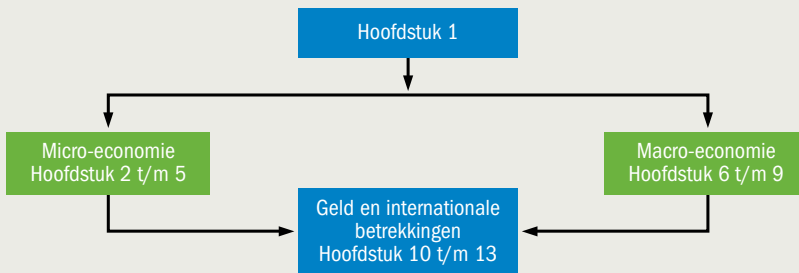 Hoofdstuk 1
Micro-economie
Hoofdstuk 2 t/m 5
Macro-economie
Hoofdstuk 6 t/m 9
Geld en internationale
betrekkingen
Hoofdstuk 10 t/m 13